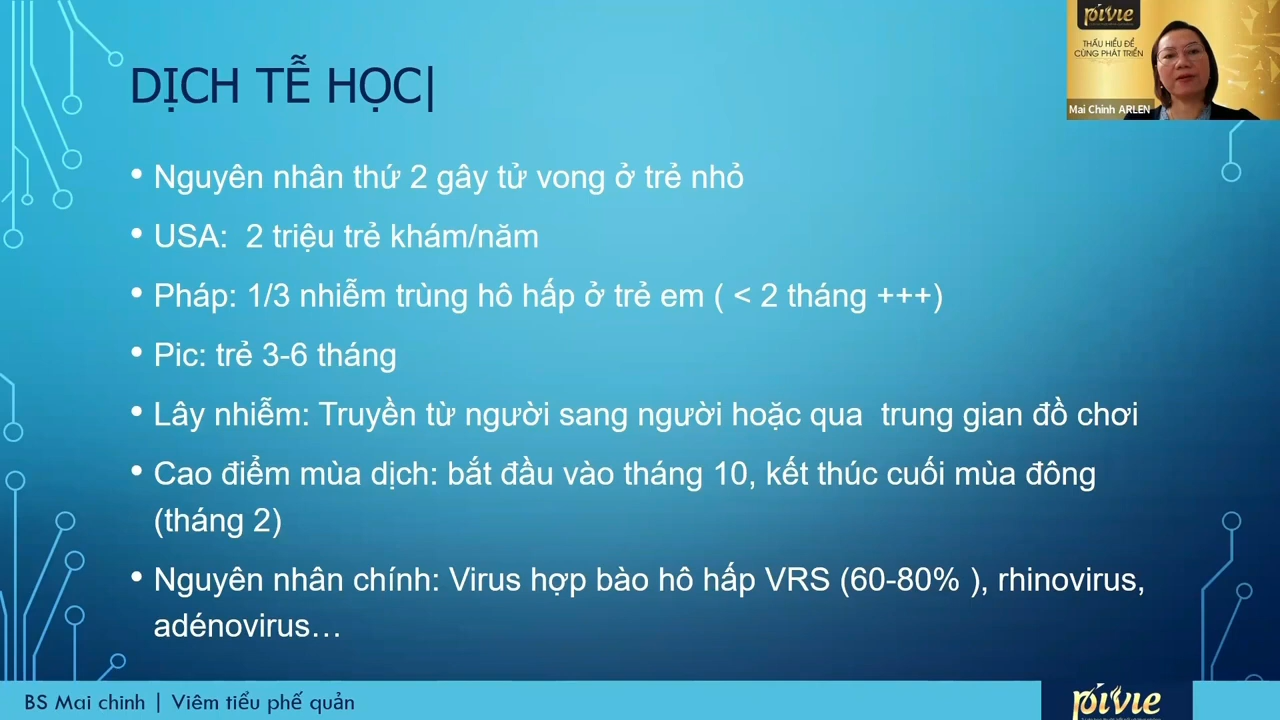 DỊCH TỄ HỌC|
• Nguyên nhân thứ 2 gây tử vong ở trẻ nhỏ
• USA:  2 triệu trẻ khám/năm
• Pháp: 1/3 nhiễm trùng hô hấp ở trẻ em ( < 2 tháng +++)
• Pic: trẻ 3-6 tháng
• Lây nhiễm: Truyền từ người sang người hoặc qua  trung gian đồ chơi
• Cao điểm mùa dịch: bắt đầu vào tháng 10, kết thúc cuối mùa đông
(tháng 2)
• Nguyên nhân chính: Virus hợp bào hô hấp VRS (60-80% ), rhinovirus,
adénovirus…
pivie
THẤU HIỂU ĐỂ
CÙNG PHÁT TRIỂN
Mai Chinh ARLEN
BS Mai chinh | Viêm tiểu phế quản
pivie